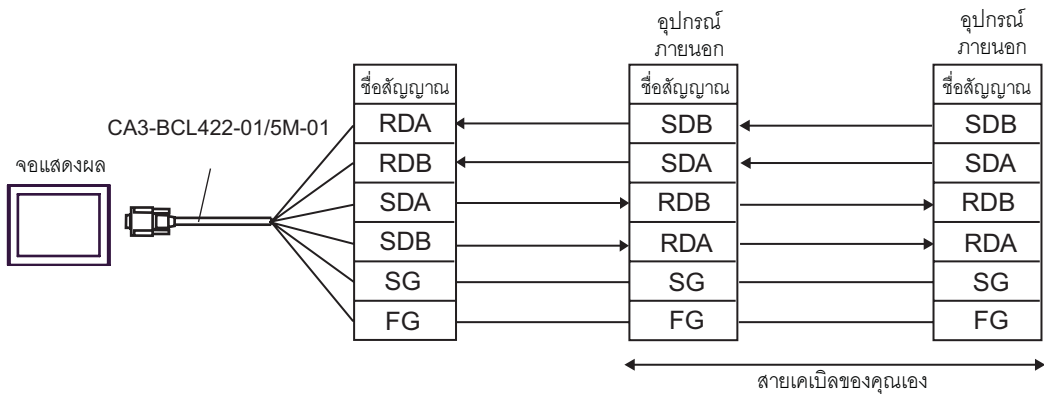 อุปกรณ์
ภายนอก
อุปกรณ์
ภายนอก
ชื่อสัญญาณ ชื่อสัญญาณ ชื่อสัญญาณ
CA3-BCL422-01/5M-01
RDA SDB SDB
จอแสดงผล
RDB SDA SDA
SDA RDB RDB
SDB RDA RDA
SG SG SG
FG FG FG
สายเคเบิลของคุณเอง